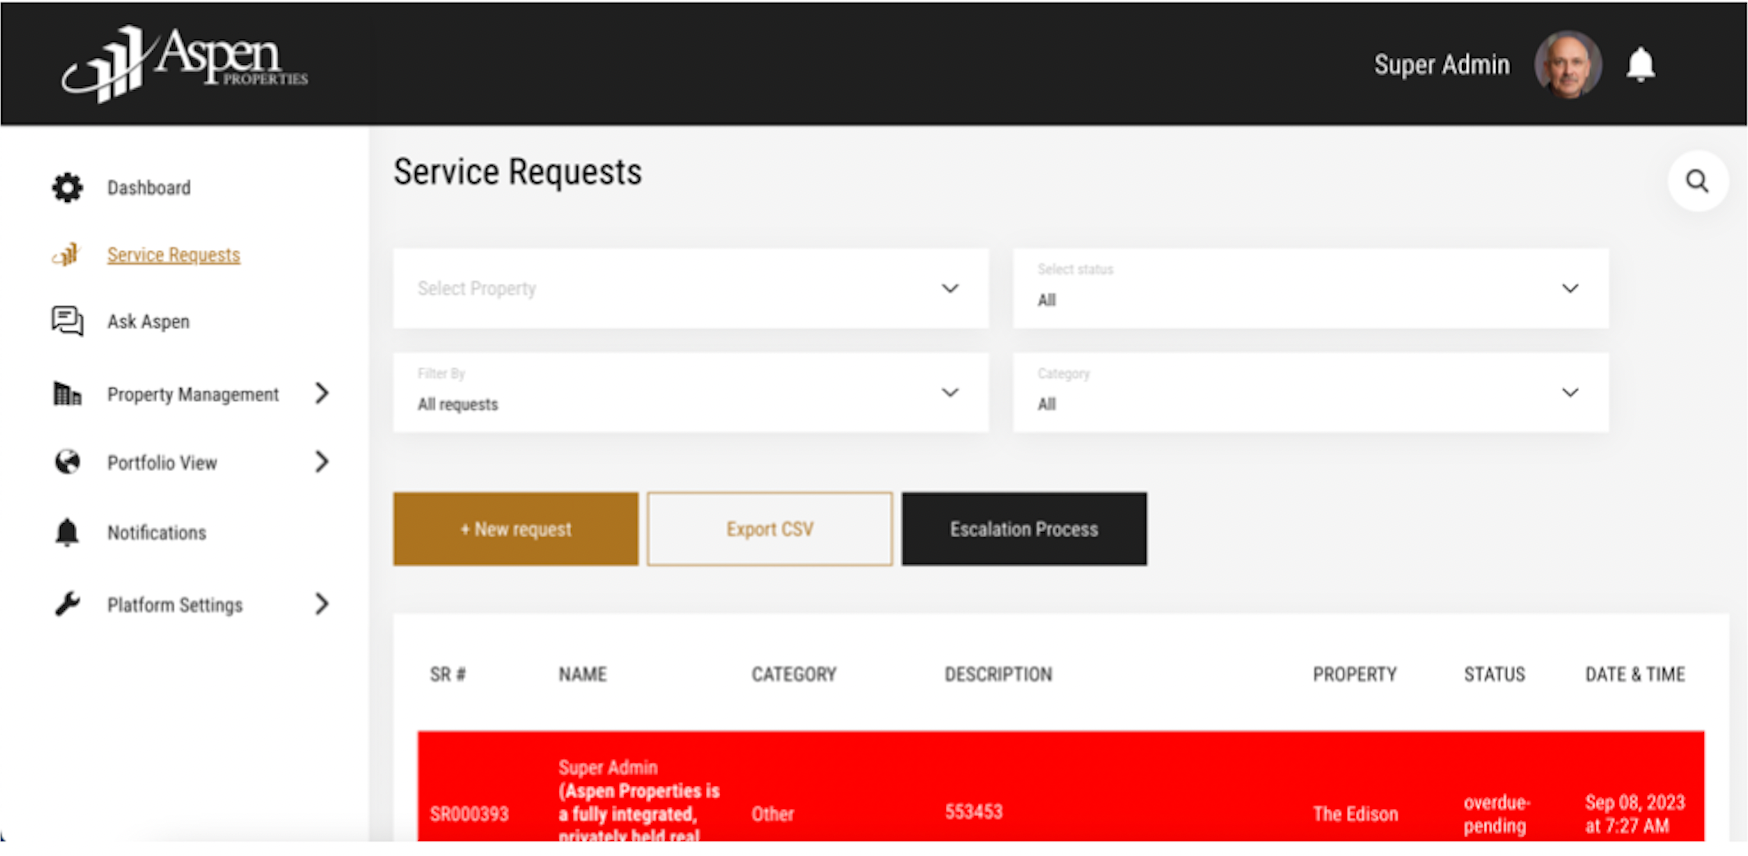 Aspen
PROPERTIES
Super Admin
Dashboard
Service Requests
Ask Aspen
Property Management
Portfolio View
Notifications
Platform Settings
Service Requests
Select Property
Select status
All
Filter By
All requests
Category
All
+ New request
Export CSV
Escalation Process
SR # NAME CATEGORY DESCRIPTION PROPERTY STATUS DATE & TIME
SR000393
Super Admin
(Aspen Properties is
a fully integrated,
privately held real
Other
553453
The Edison
overdue-
pending
Sep 08, 2023
at 7:27 AM